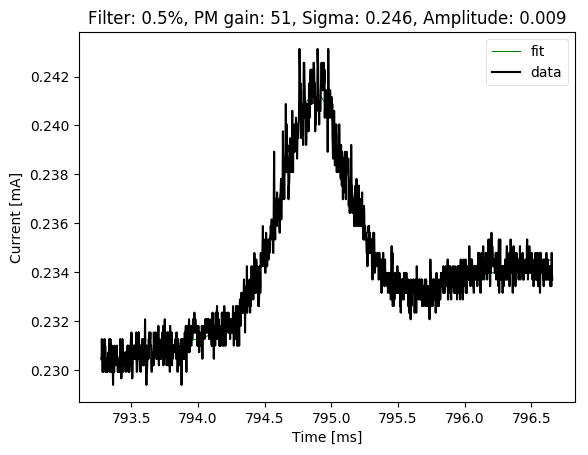 Filter: 0.5%, PM gain: 51, Sigma: 0.246, Amplitude: 0.009
fit
data
0.242
0.240
0.238
0.236
0.234
0.232
0.230
Current [mA]
793.5 794.0 794.5 795.0 795.5 796.0 796.5
Time [ms]